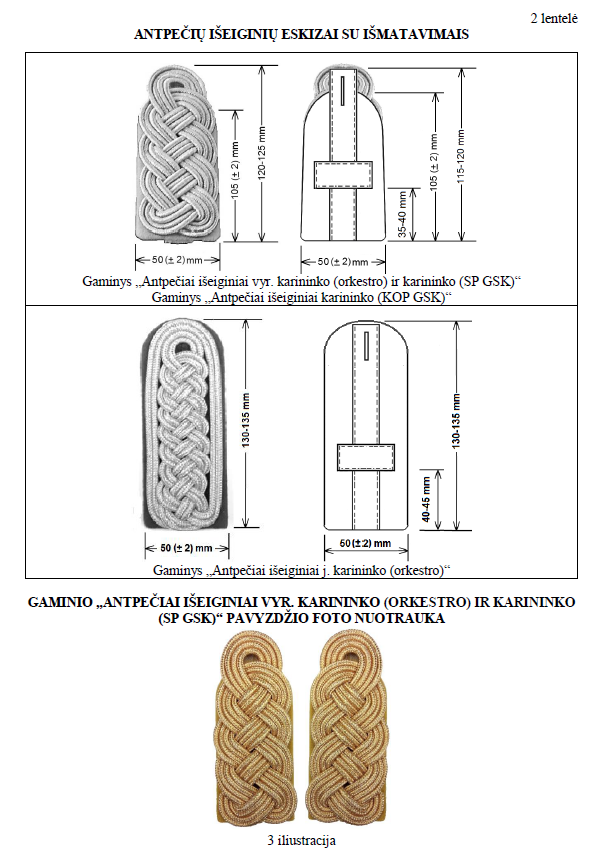 2 lentelė
ANTPEČIŲ IŠEIGINIŲ ESKIZAI SU IŠMATAVIMAIS
105 (± 2) mm
120-125 mm
50 (± 2) mm
35-40 mm
105 (± 2) mm
115-120 mm
50 (± 2) mm
Gaminys „Antpečiai išeiginiai vyr. karininko (orkestro) ir karininko (SP GSK)“
Gaminys „Antpečiai išeiginiai karininko (KOP GSK)“
130-135 mm
50 (± 2) mm
40-45 mm
130-135 mm
50 (± 2) mm
Gaminys „Antpečiai išeiginiai j. karininko (orkestro)“
GAMINIO „ANTPEČIAI IŠEIGINIAI VYR. KARININKO (ORKESTRO) IR KARININKO
(SP GSK)“ PAVYZDŽIO FOTO NUOTRAUKA
3 iliustracija